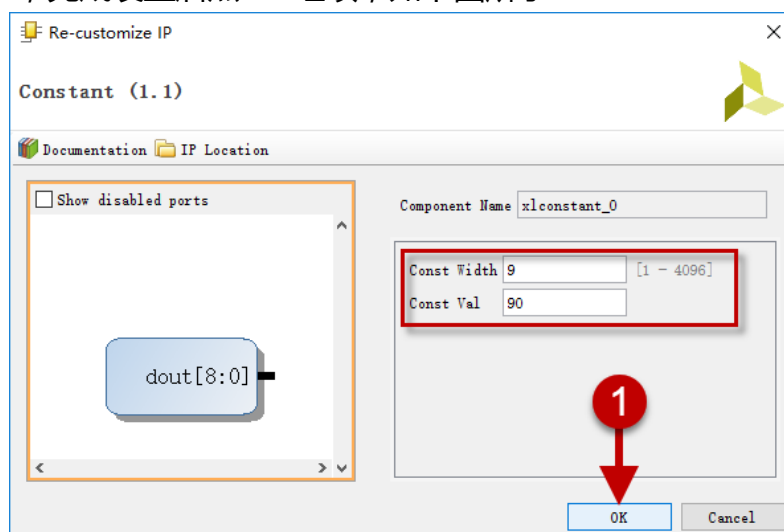 Re-customize IP
Constant (1.1)
Documentation IP Location
Show disabled ports
Component Name xlconstant_0
Const Width 9 [1 - 4096]
Const Val 90
dout[8:0]
1
OK Cancel